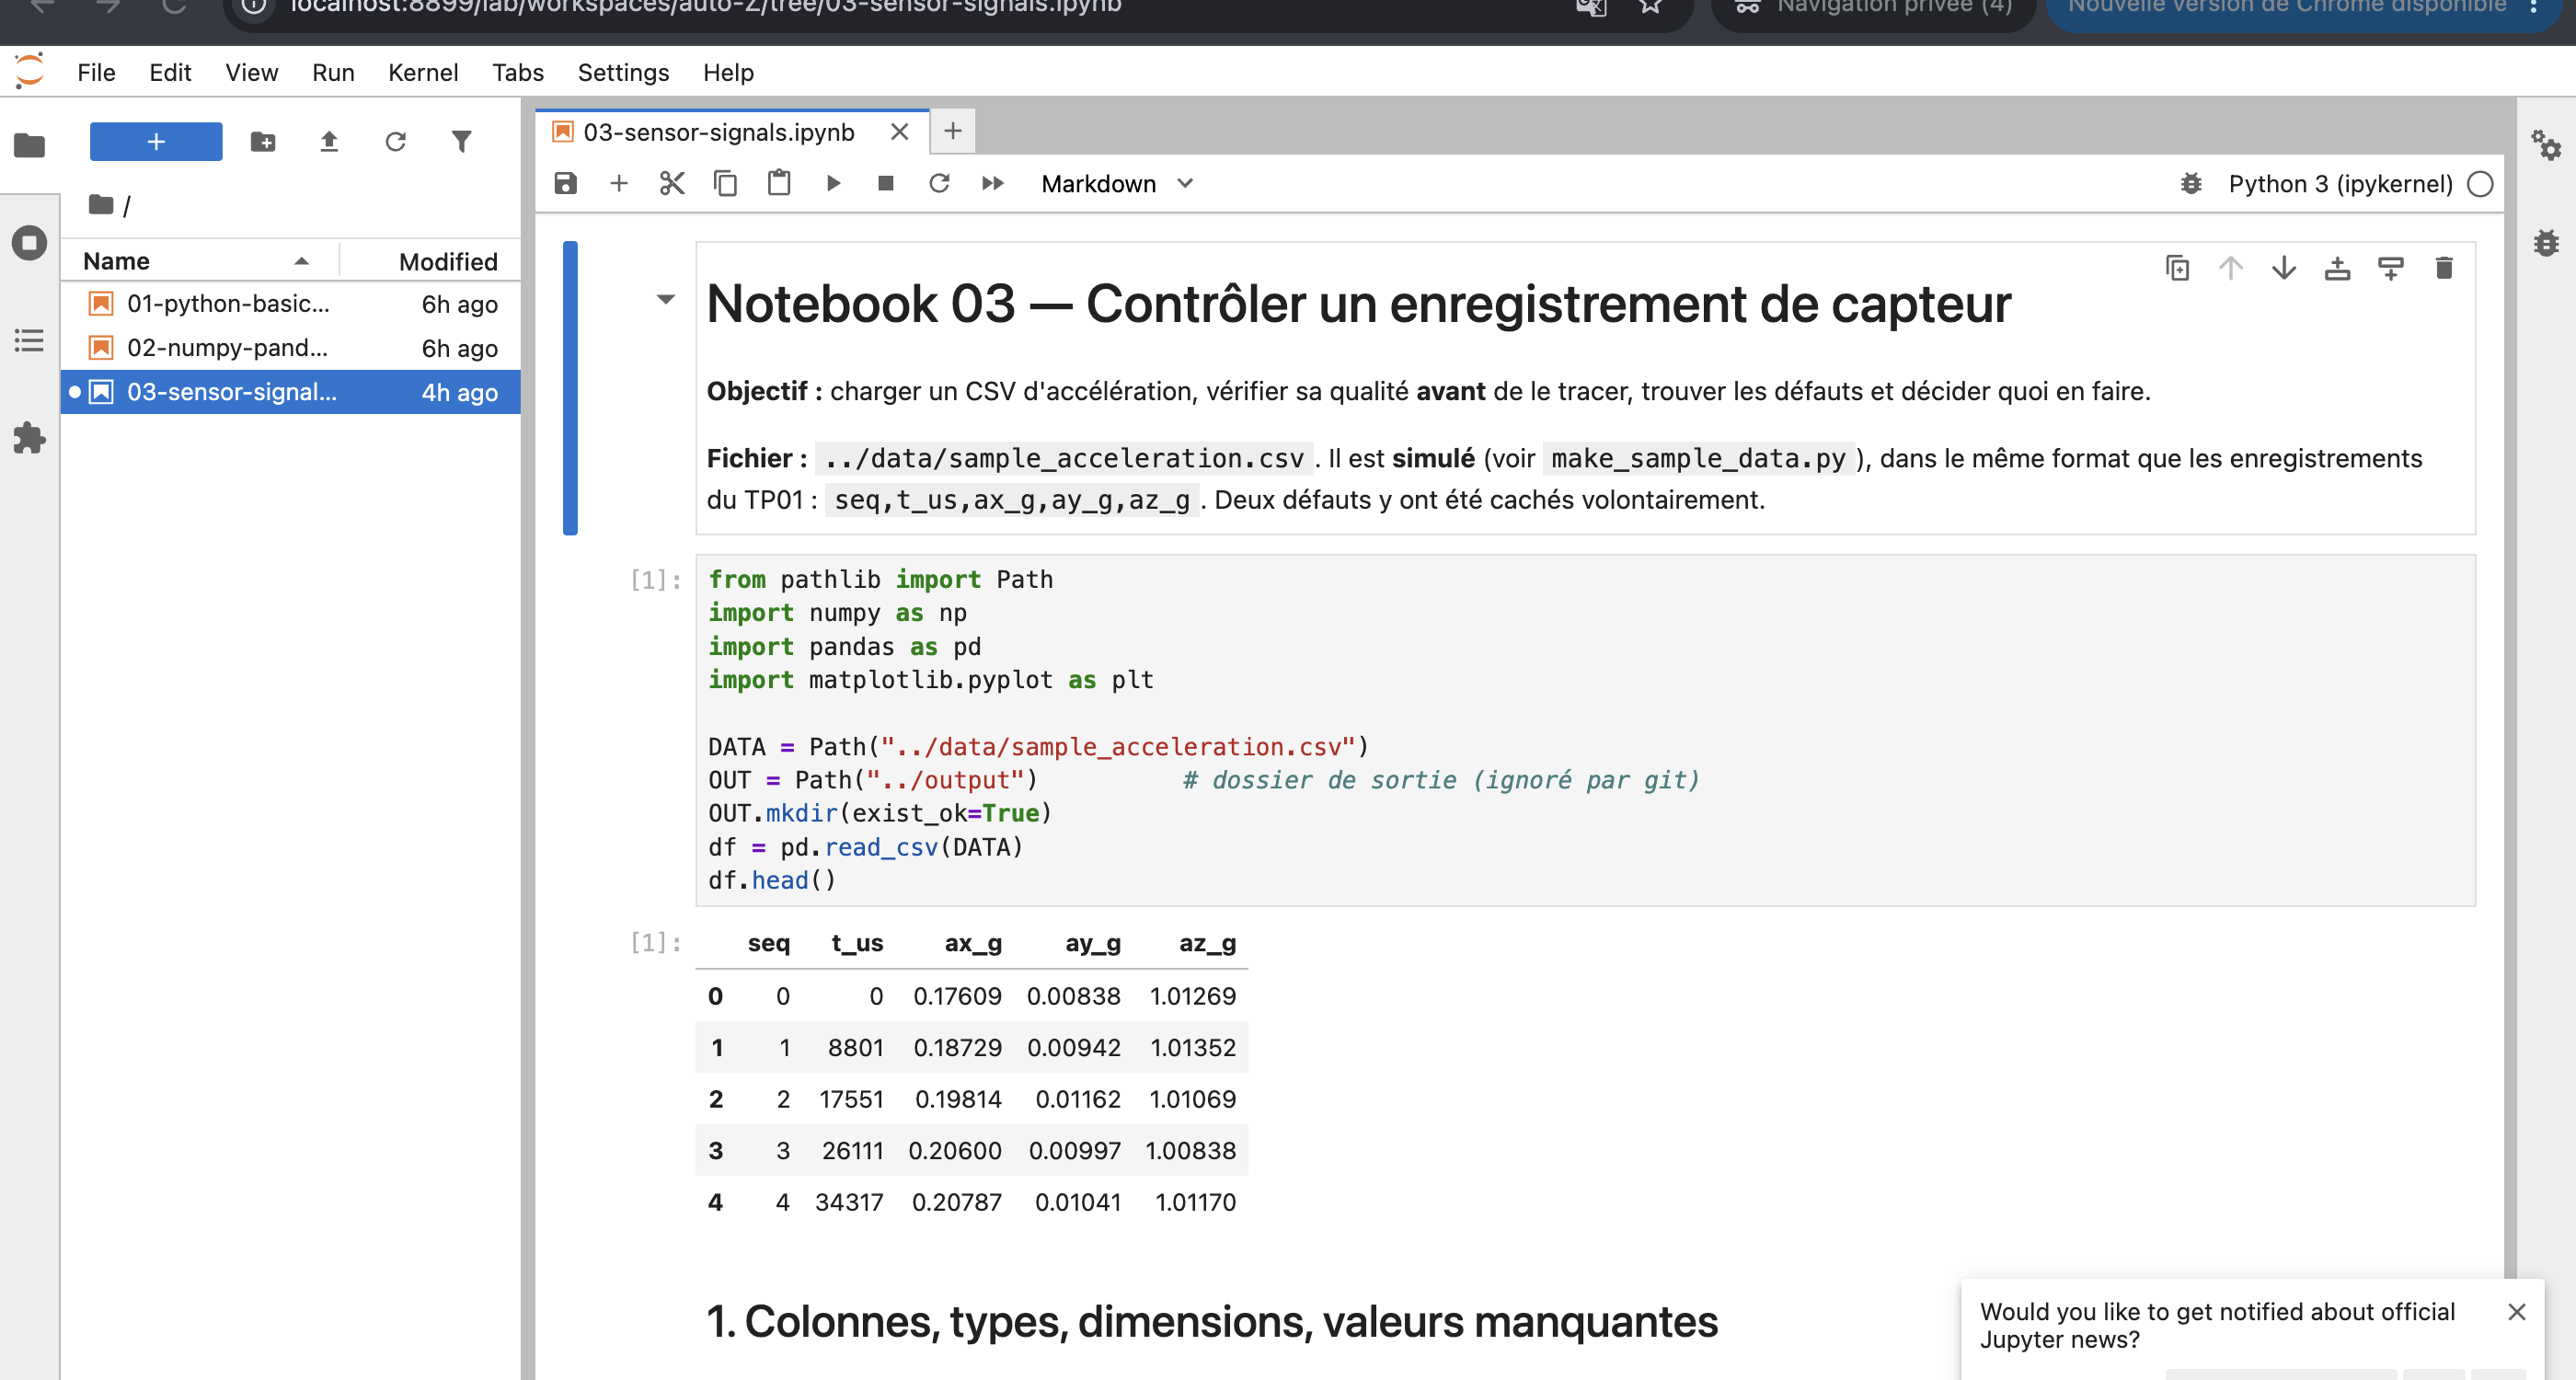 localhost:8899/lab/workspaces/auto-Z/tree/03-sensor-signals.ipynb
Navigation privée (4)
Nouvelle version de Chrome disponible
File Edit View Run Kernel Tabs Settings Help
03-sensor-signals.ipynb
Markdown
Python 3 (ipykernel)
/
Name Modified
01-python-basic... 6h ago
02-numpy-pand... 6h ago
03-sensor-signal... 4h ago
Notebook 03 — Contrôler un enregistrement de capteur
Objectif : charger un CSV d'accélération, vérifier sa qualité avant de le tracer, trouver les défauts et décider quoi en faire.
Fichier : ../data/sample_acceleration.csv . Il est simulé (voir make_sample_data.py ), dans le même format que les enregistrements
du TP01 : seq,t_us,ax_g,ay_g,az_g . Deux défauts y ont été cachés volontairement.
[1]:
from pathlib import Path
import numpy as np
import pandas as pd
import matplotlib.pyplot as plt
DATA = Path("../data/sample_acceleration.csv")
OUT = Path("../output") # dossier de sortie (ignoré par git)
OUT.mkdir(exist_ok=True)
df = pd.read_csv(DATA)
df.head()
[1]:
seq t_us ax_g ay_g az_g
0 0 0 0.17609 0.00838 1.01269
1 1 8801 0.18729 0.00942 1.01352
2 2 17551 0.19814 0.01162 1.01069
3 3 26111 0.20600 0.00997 1.00838
4 4 34317 0.20787 0.01041 1.01170
1. Colonnes, types, dimensions, valeurs manquantes
Would you like to get notified about official
Jupyter news?